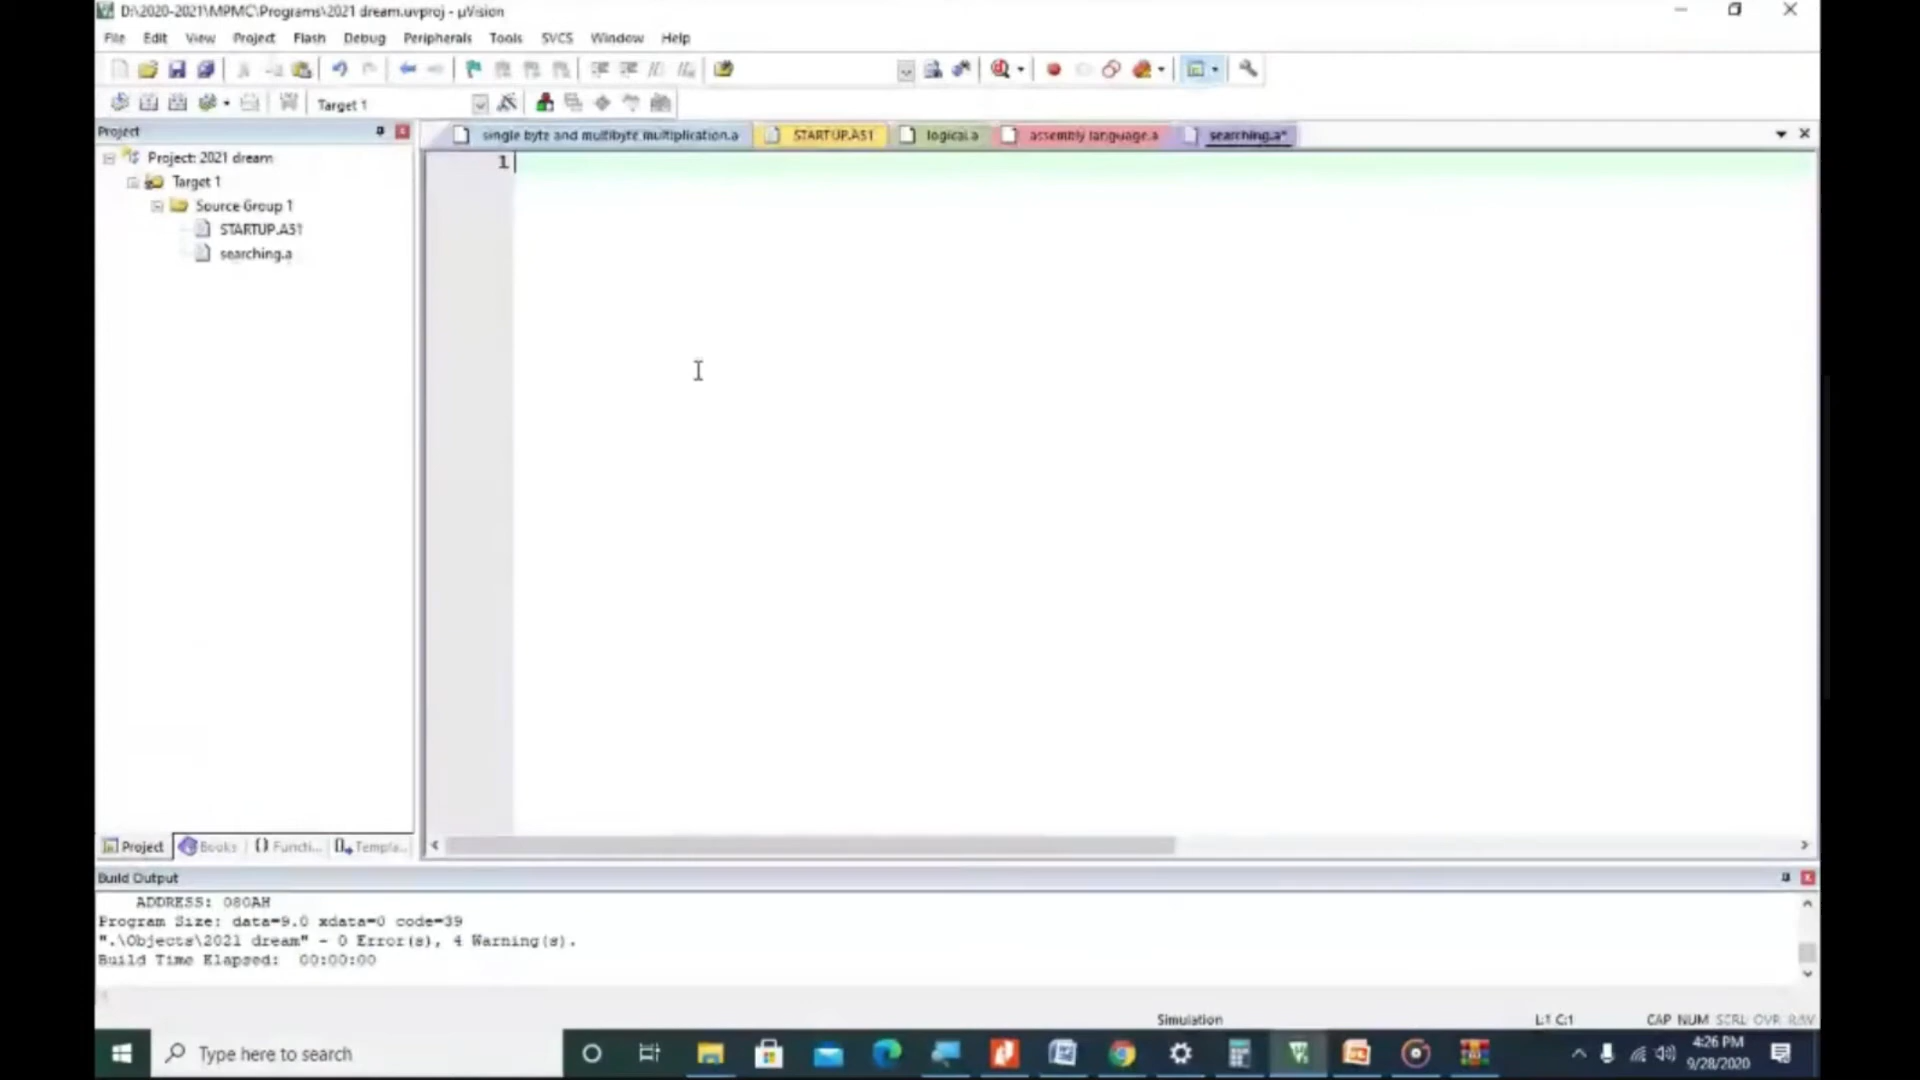 D:\2020-2021\MPMC\Programs\2021 dream.uvproj - µVision
File Edit View Project Flash Debug Peripherals Tools SVCS Window Help
Target 1
Project
single byte and multibyte multiplication.a STARTUP.A51 logical.a assembly language.a searching.a*
Project: 2021 dream
Target 1
Source Group 1
STARTUP.A51
searching.a
1
Project Books {} Functi... 0 Templa...
Build Output
ADDRESS: 080AH
Program Size: data=9.0 xdata=0 code=39
".\Objects\2021 dream" - 0 Error(s), 4 Warning(s).
Build Time Elapsed: 00:00:00
Simulation L:1 C:1 CAP NUM SCRL OVR R/W
Type here to search
4:26 PM
9/28/2020